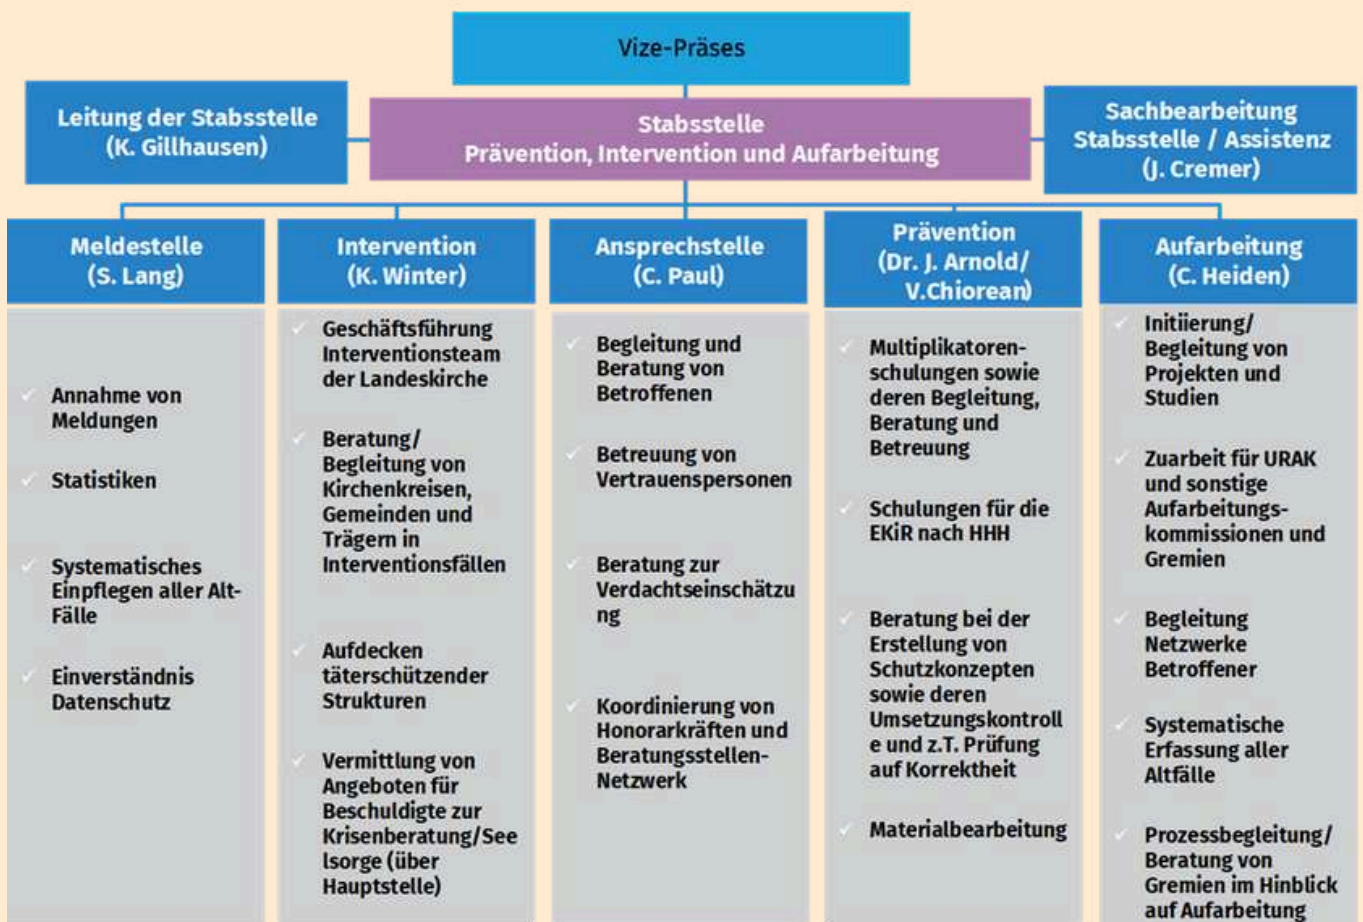 Vize-Präses
Leitung der Stabsstelle
(K. Gillhausen)
Stabsstelle
Prävention, Intervention und Aufarbeitung
Sachbearbeitung
Stabsstelle / Assistenz
(J. Cremer)
Meldestelle
(S. Lang)
Annahme von
Meldungen
Statistiken
Systematisches
Einpflegen aller Alt-
Fälle
Einverständnis
Datenschutz
Intervention
(K. Winter)
Geschäftsführung
Interventionsteam
der Landeskirche
Beratung/
Begleitung von
Kirchenkreisen,
Gemeinden und
Trägern in
Interventionsfällen
Aufdecken
täterschützender
Strukturen
Vermittlung von
Angeboten für
Beschuldigte zur
Krisenberatung/See
lsorge (über
Hauptstelle)
Ansprechstelle
(C. Paul)
Begleitung und
Beratung von
Betroffenen
Betreuung von
Vertrauenspersonen
Beratung zur
Verdachtseinschätzu
ng
Koordinierung von
Honorarkräften und
Beratungsstellen-
Netzwerk
Prävention
(Dr. J. Arnold/
V.Chiorean)
Multiplikatoren-
schulungen sowie
deren Begleitung,
Beratung und
Betreuung
Schulungen für die
EKiR nach HHH
Beratung bei der
Erstellung von
Schutzkonzepten
sowie deren
Umsetzungskontroll
e und z.T. Prüfung
auf Korrektheit
Materialbearbeitung
Aufarbeitung
(C. Heiden)
Initiierung/
Begleitung von
Projekten und
Studien
Zuarbeit für URAK
und sonstige
Aufarbeitungs-
kommissionen und
Gremien
Begleitung
Netzwerke
Betroffener
Systematische
Erfassung aller
Altfälle
Prozessbegleitung/
Beratung von
Gremien im Hinblick
auf Aufarbeitung